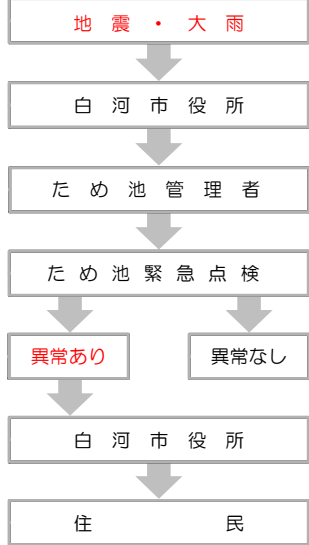 地震・大雨
白河市役所
ため池管理者
ため池緊急点検
異常あり 異常なし
白河市役所
住民